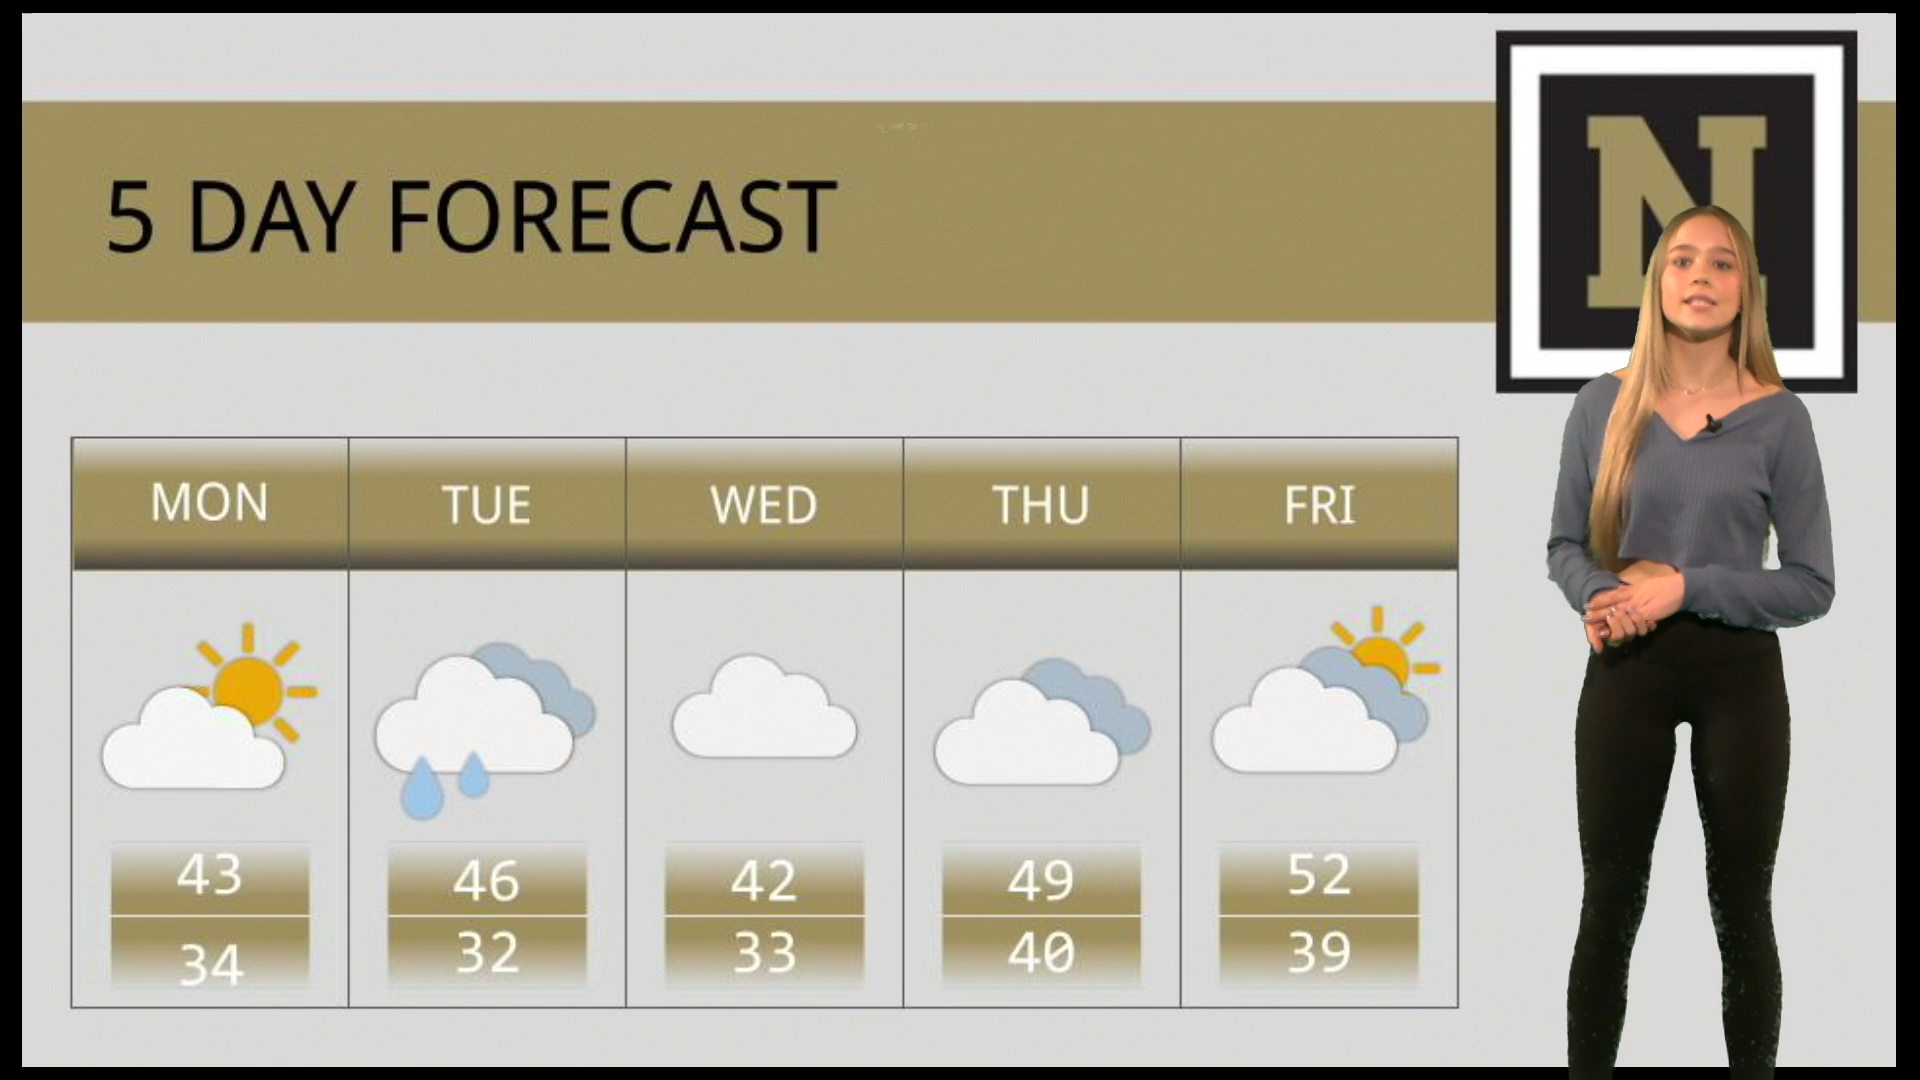 N
5 DAY FORECAST
MON TUE WED THU FRI
43 46 42 49 52
34 32 33 40 39